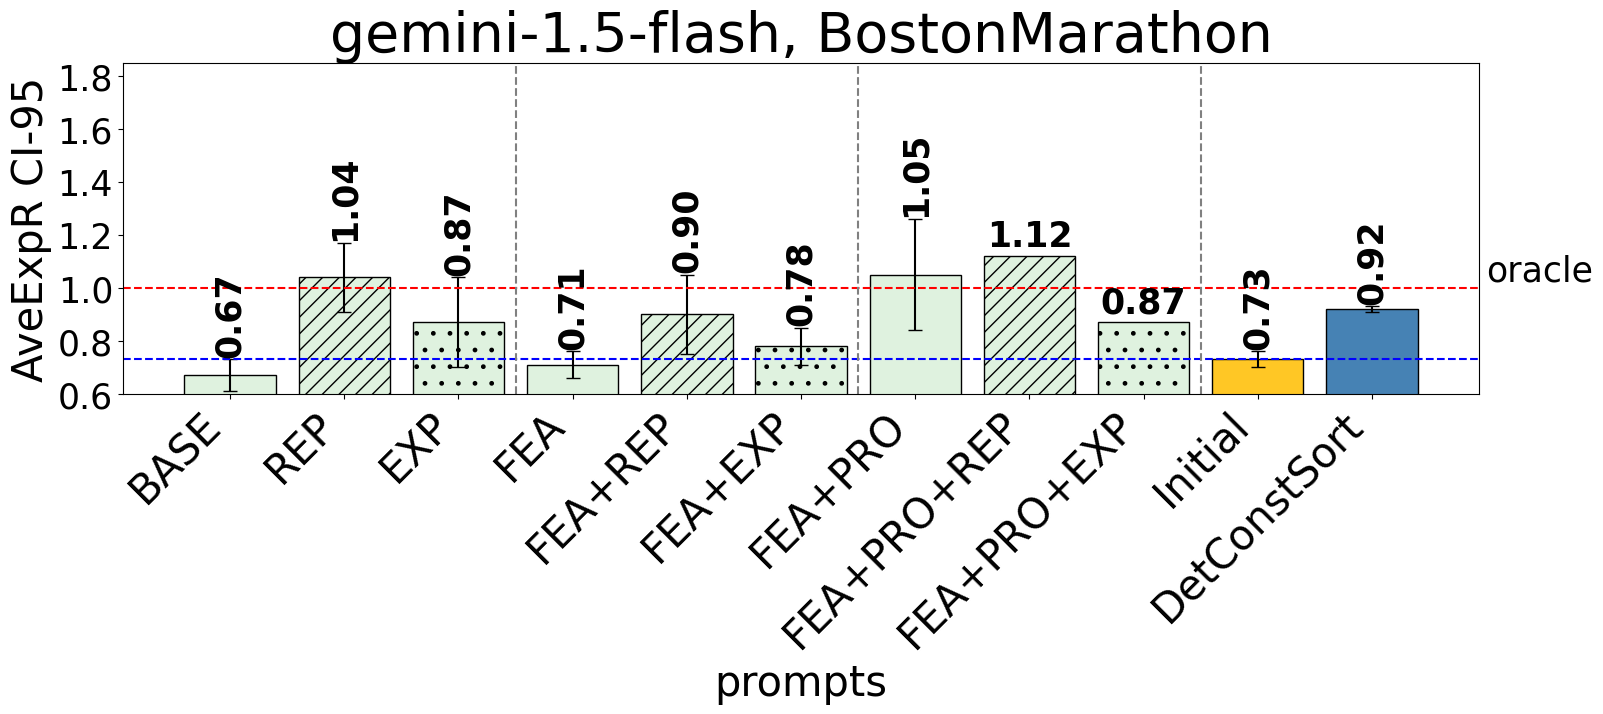 gemini-1.5-flash, BostonMarathon
AveExpR CI-95
1.8
1.6
1.4
1.2
1.0
0.8
0.6
0.67
1.04
0.87
0.71
0.90
0.78
1.05
1.12
0.87
0.73
0.92
oracle
BASE
REP
EXP
FEA
FEA+REP
FEA+EXP
FEA+PRO
FEA+PRO+REP
FEA+PRO+EXP
Initial
DetConstSort
prompts